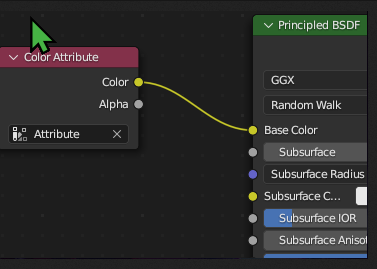 Principled BSDF
Color Attribute
GGX
Color
Random Walk
Alpha
Base Color
Attribute
Subsurface
Subsurface Radius
Subsurface C...
Subsurface IOR
Subsurface Anisot